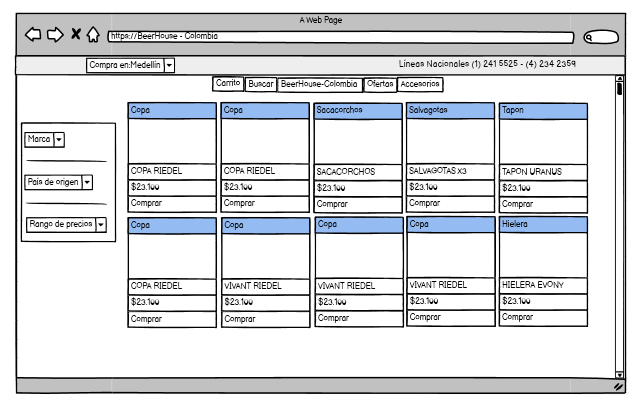 A Web Page
https://BeerHouse - Colombia
Compra en:Medellín
Líneas Nacionales (1) 241 5525 - (4) 234 2359
Carrito Buscar BeerHouse-Colombia Ofertas Accesorios
Marca
País de origen
Rango de precios
Copa Copa Sacacorchos Salvagotas Tapon
COPA RIEDEL COPA RIEDEL SACACORCHOS SALVAGOTAS X3 TAPON URANUS
$23.100 $23.100 $23.100 $23.100 $23.100
Comprar Comprar Comprar Comprar Comprar
Copa Copa Copa Copa Hielera
COPA RIEDEL VIVANT RIEDEL VIVANT RIEDEL VIVANT RIEDEL HIELERA EVONY
$23.100 $23.100 $23.100 $23.100 $23.100
Comprar Comprar Comprar Comprar Comprar